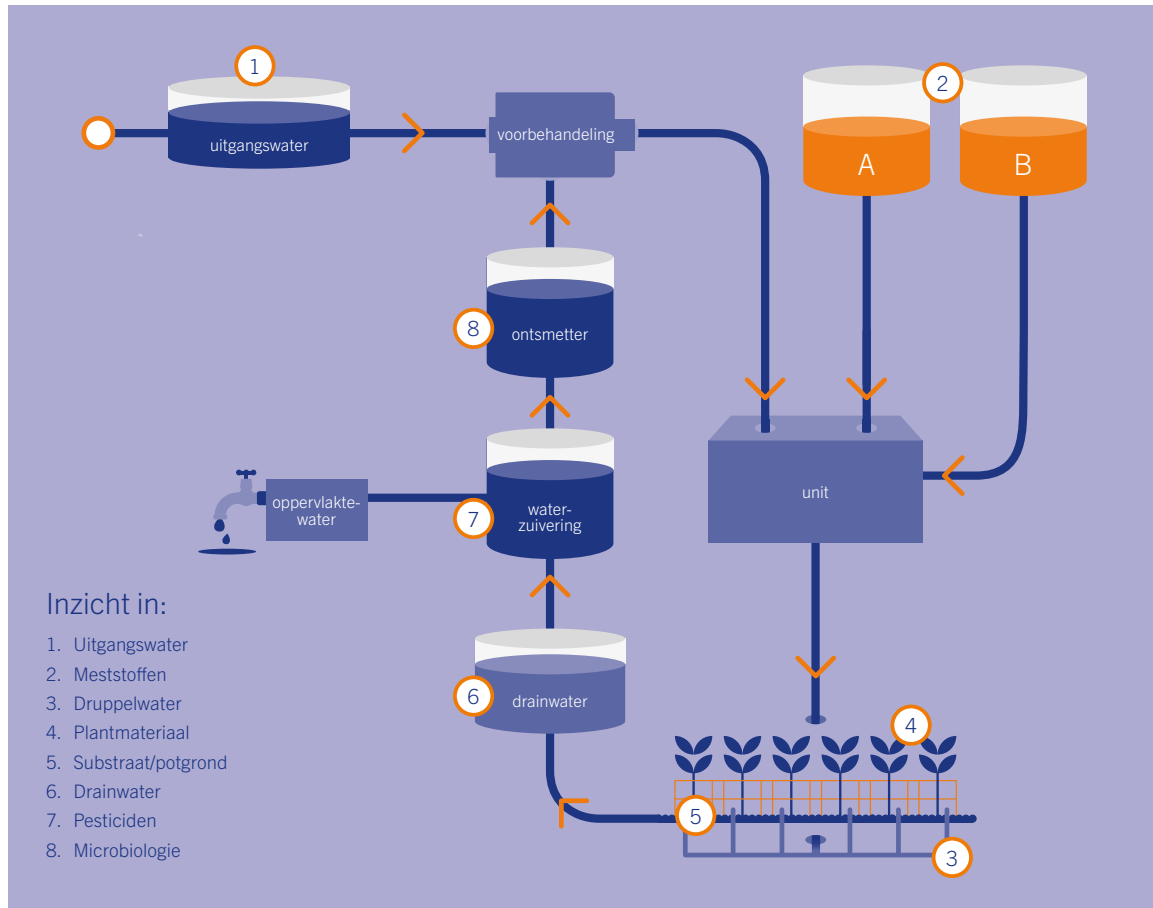 1
2
uitgangswater
voorbehandeling
A
B
8
ontsmetter
oppervlakte-
water
7
water-
zuivering
unit
Inzicht in:
1. Uitgangswater
2. Meststoffen
3. Druppelwater
4. Plantmateriaal
5. Substraat/potgrond
6. Drainwater
7. Pesticiden
8. Microbiologie
6
drainwater
4
5
3